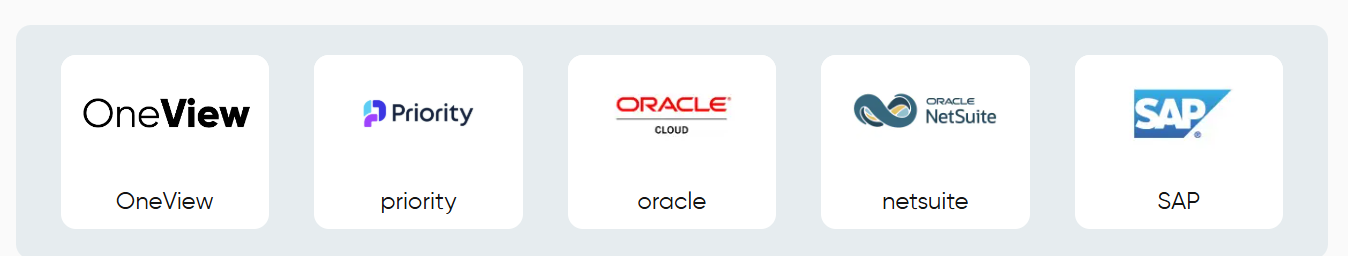 OneView
Priority
ORACLE®
CLOUD
ORACLE
NetSuite
SAP®
OneView
priority
oracle
netsuite
SAP